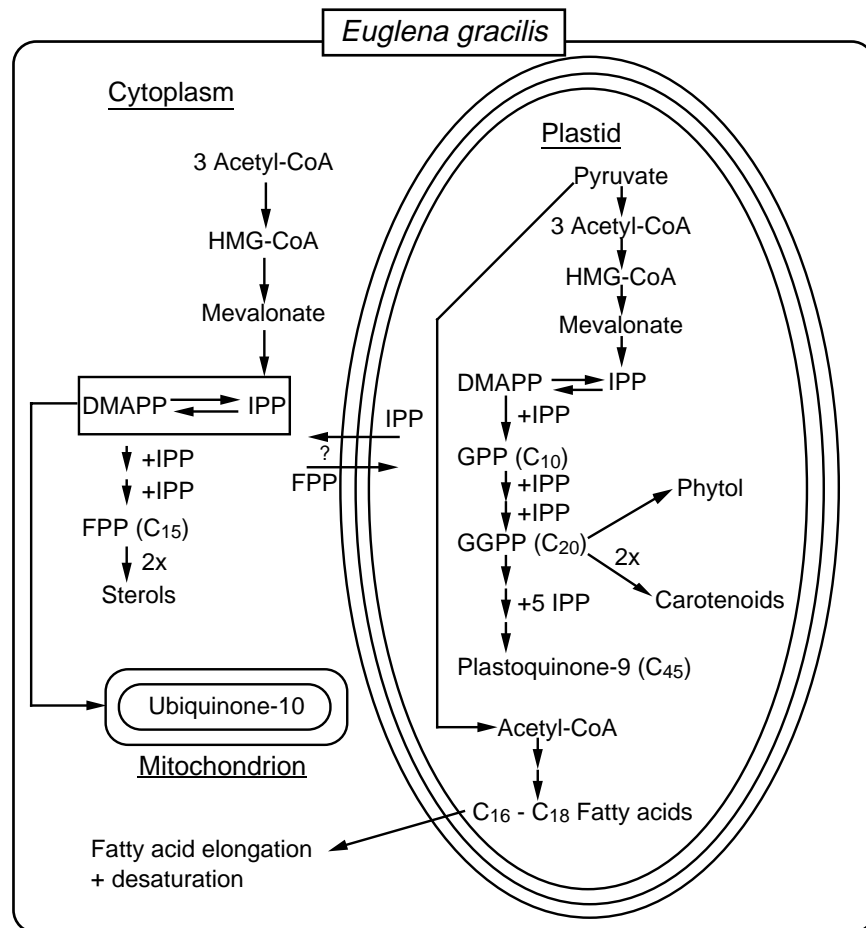 Euglena gracilis
Cytoplasm
3 Acetyl-CoA
HMG-CoA
Mevalonate
DMAPP IPP
+IPP
+IPP
FPP (C15)
2x
Sterols
Ubiquinone-10
Mitochondrion
IPP
?
FPP
Plastid
Pyruvate
3 Acetyl-CoA
HMG-CoA
Mevalonate
DMAPP IPP
+IPP
GPP (C10)
+IPP
+IPP
GGPP (C20)
Phytol
2x
Carotenoids
+5 IPP
Plastoquinone-9 (C45)
Acetyl-CoA
C16 - C18 Fatty acids
Fatty acid elongation
+ desaturation